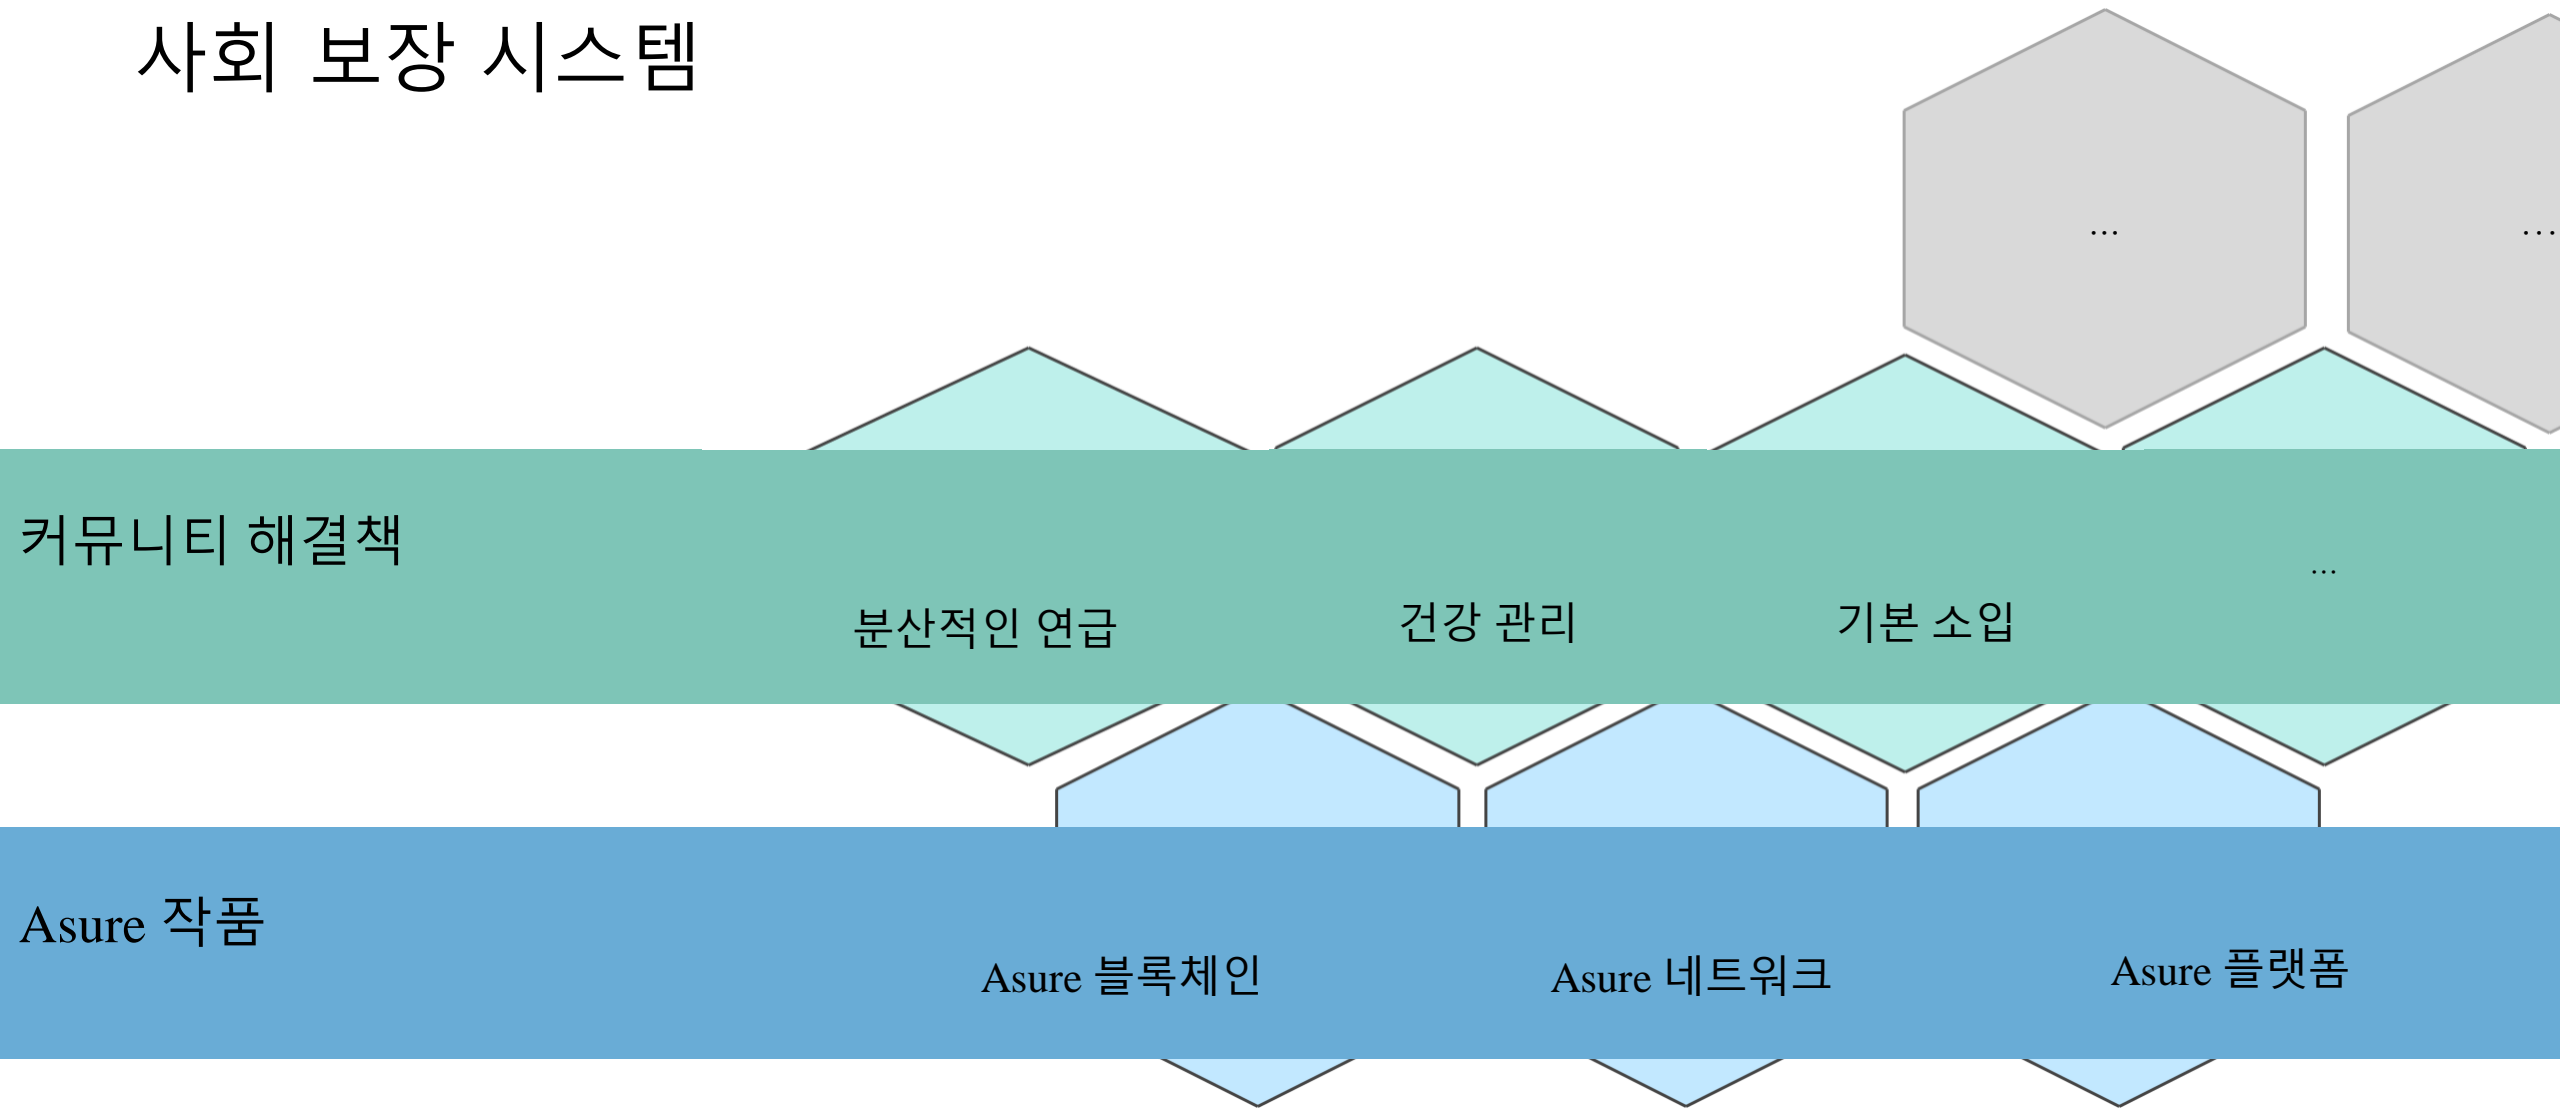 사회 보장 시스템
...
...
커뮤니티 해결책
...
분산적인 연급
건강 관리
기본 소입
Asure 작품
Asure 블록체인
Asure 네트워크
Asure 플랫폼